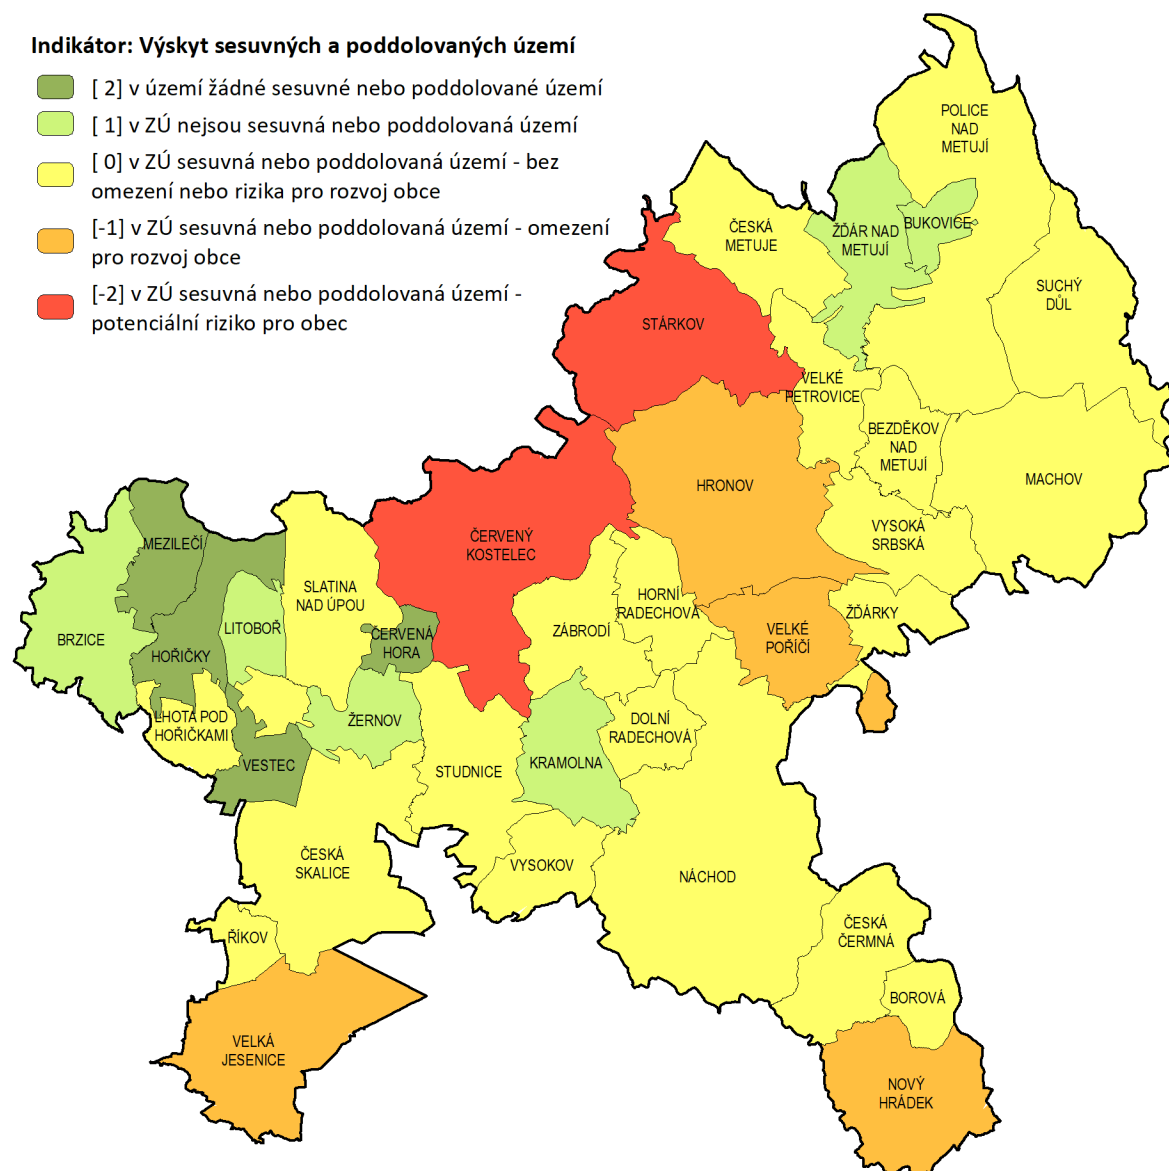 Indikátor: Výskyt sesuvných a poddolovaných území
[ 2] v území žádné sesuvné nebo poddolované území
[ 1] v ZÚ nejsou sesuvná nebo poddolovaná území
[ 0] v ZÚ sesuvná nebo poddolovaná území - bez
omezení nebo rizika pro rozvoj obce
[-1] v ZÚ sesuvná nebo poddolovaná území - omezení
pro rozvoj obce
[-2] v ZÚ sesuvná nebo poddolovaná území -
potenciální riziko pro obec
POLICE
NAD
METUJÍ
ČESKÁ
METUJE
ŽĎÁR NAD
METUJÍ
BUKOVICE
SUCHÝ
DŮL
STÁRKOV
VELKÉ
PETROVICE
BEZDĚKOV
NAD
METUJÍ
MACHOV
HRONOV
VYSOKÁ
SRBSKÁ
ČERVENÝ
KOSTELEC
MEZILEČÍ
SLATINA
NAD ÚPOU
HORNÍ
RADECHOVÁ
ŽĎÁRKY
BRZICE
LITOBOŘ
HOŘIČKY
ČERVENÁ
HORA
ZÁBRODÍ
VELKÉ
POŘÍČÍ
LHOTA POD
HOŘIČKAMI
ŽERNOV
DOLNÍ
RADECHOVÁ
VESTEC
STUDNICE
KRAMOLNA
ČESKÁ
SKALICE
VYSOKOV
NÁCHOD
ŘÍKOV
ČESKÁ
ČERMNÁ
BOROVÁ
VELKÁ
JESENICE
NOVÝ
HRÁDEK